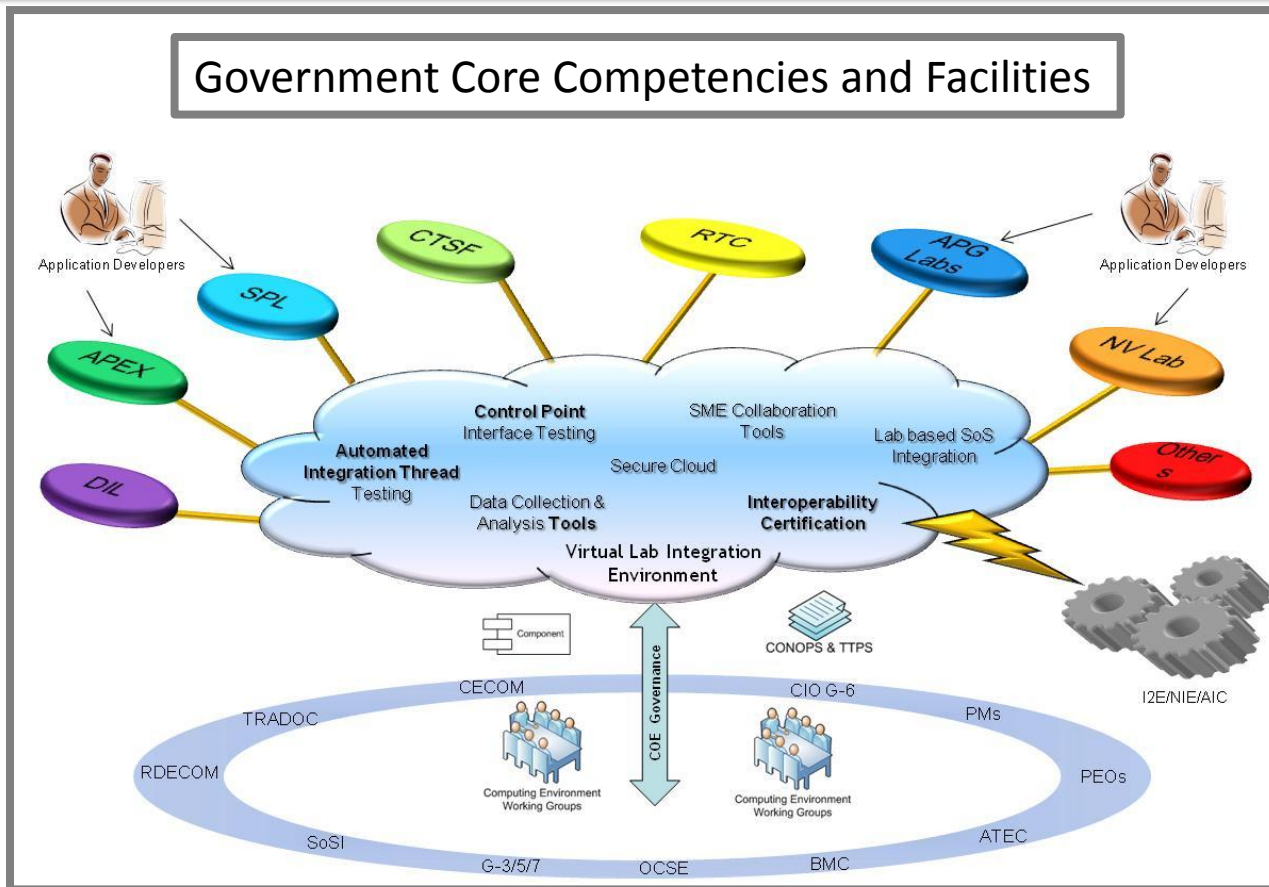 Government Core Competencies and Facilities
Application Developers
Application Developers
CTSF
RTC
APG
Labs
SPL
NV Lab
APEX
Other
s
DIL
Control Point
Interface Testing
SME Collaboration
Tools
Automated
Integration Thread
Testing
Secure Cloud
Lab based SoS
Integration
Data Collection &
Analysis Tools
Interoperability
Certification
Virtual Lab Integration
Environment
Component
CONOPS & TTPS
I2E/NIE/AIC
COE Governance
CECOM
CIO G-6
TRADOC
PMs
RDECOM
PEOs
Computing Environment
Working Groups
Computing Environment
Working Groups
SoSI
ATEC
G-3/5/7
OCSE
BMC